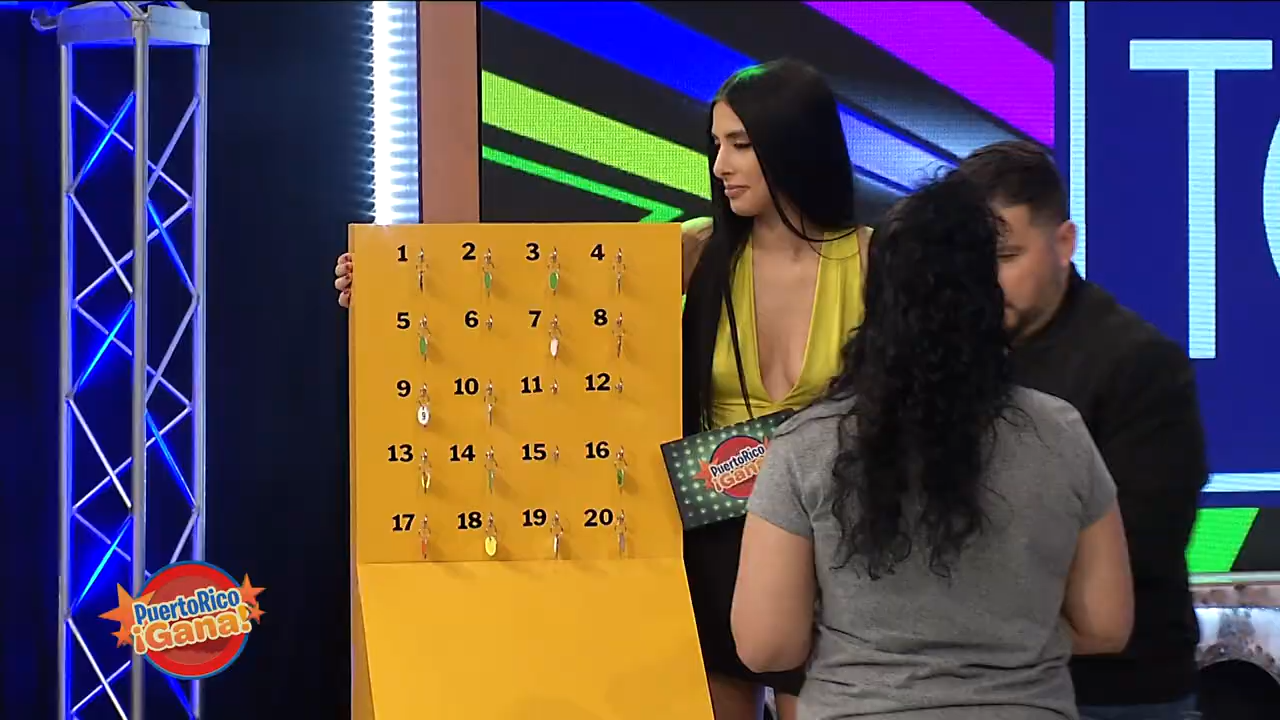 1 2 3 4
5 6 7 8
9 10 11 12
9
13 14 15 16
17 18 19 20
PuertoRico
¡Gana!
PuertoRico
¡Gana!
T